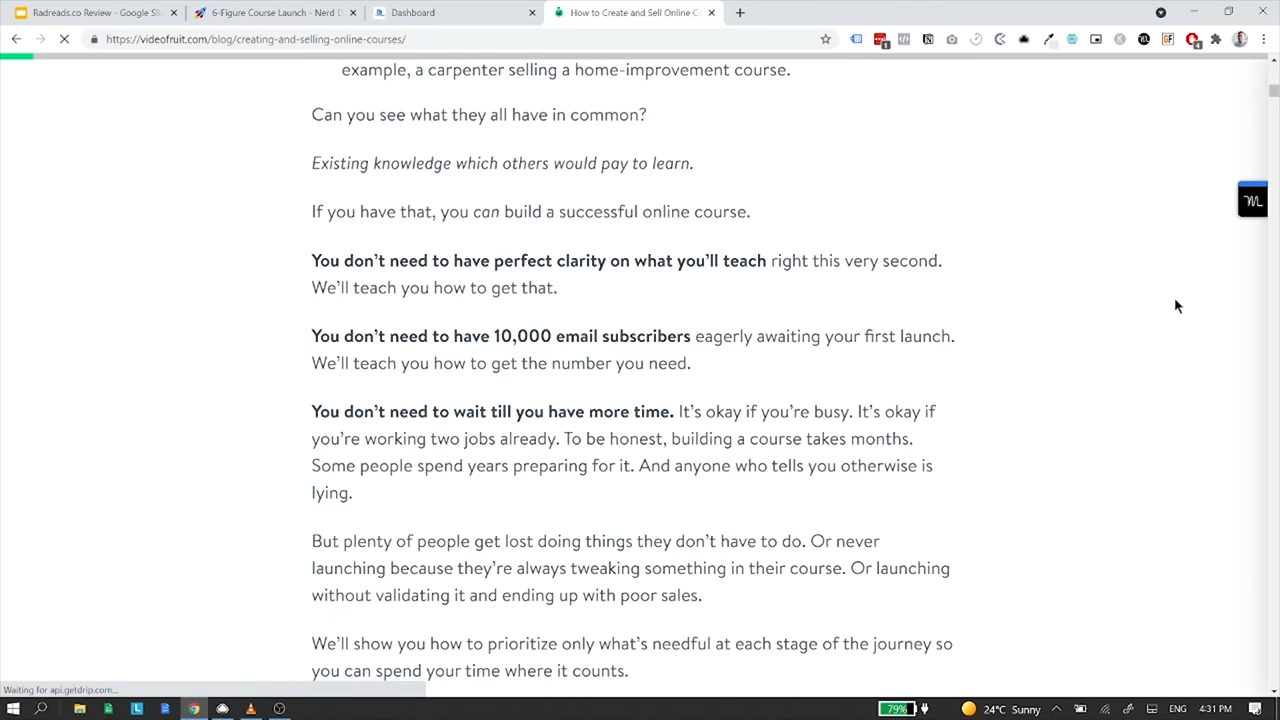 Radreads.co Review - Google Slid
6-Figure Course Launch - Nerd D
Dashboard
How to Create and Sell Online C
https://videofruit.com/blog/creating-and-selling-online-courses/
example, a carpenter selling a home-improvement course.
Can you see what they all have in common?
Existing knowledge which others would pay to learn.
If you have that, you can build a successful online course.
You don't need to have perfect clarity on what you'll teach right this very second.
We'll teach you how to get that.
You don't need to have 10,000 email subscribers eagerly awaiting your first launch.
We'll teach you how to get the number you need.
You don't need to wait till you have more time. It's okay if you're busy. It's okay if
you're working two jobs already. To be honest, building a course takes months.
Some people spend years preparing for it. And anyone who tells you otherwise is
lying.
But plenty of people get lost doing things they don't have to do. Or never
launching because they're always tweaking something in their course. Or launching
without validating it and ending up with poor sales.
We'll show you how to prioritize only what's needful at each stage of the journey so
you can spend your time where it counts.
Waiting for api.getdrip.com...
79%
24°C Sunny
ENG
4:31 PM